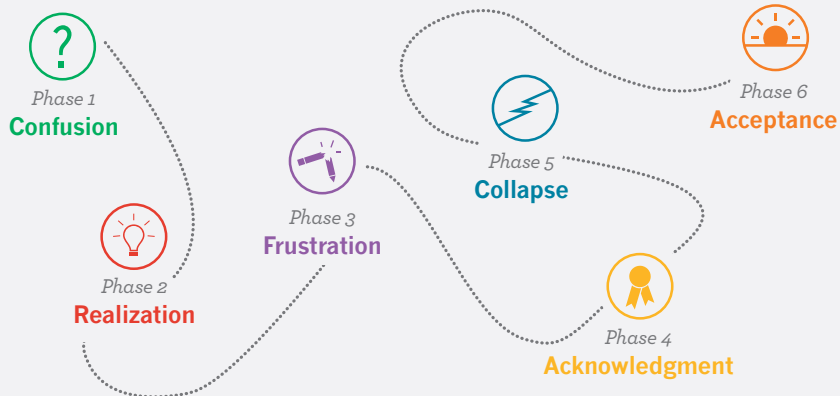 ?
Phase 1
Confusion
Phase 2
Realization
Phase 3
Frustration
Phase 4
Acknowledgment
Phase 5
Collapse
Phase 6
Acceptance